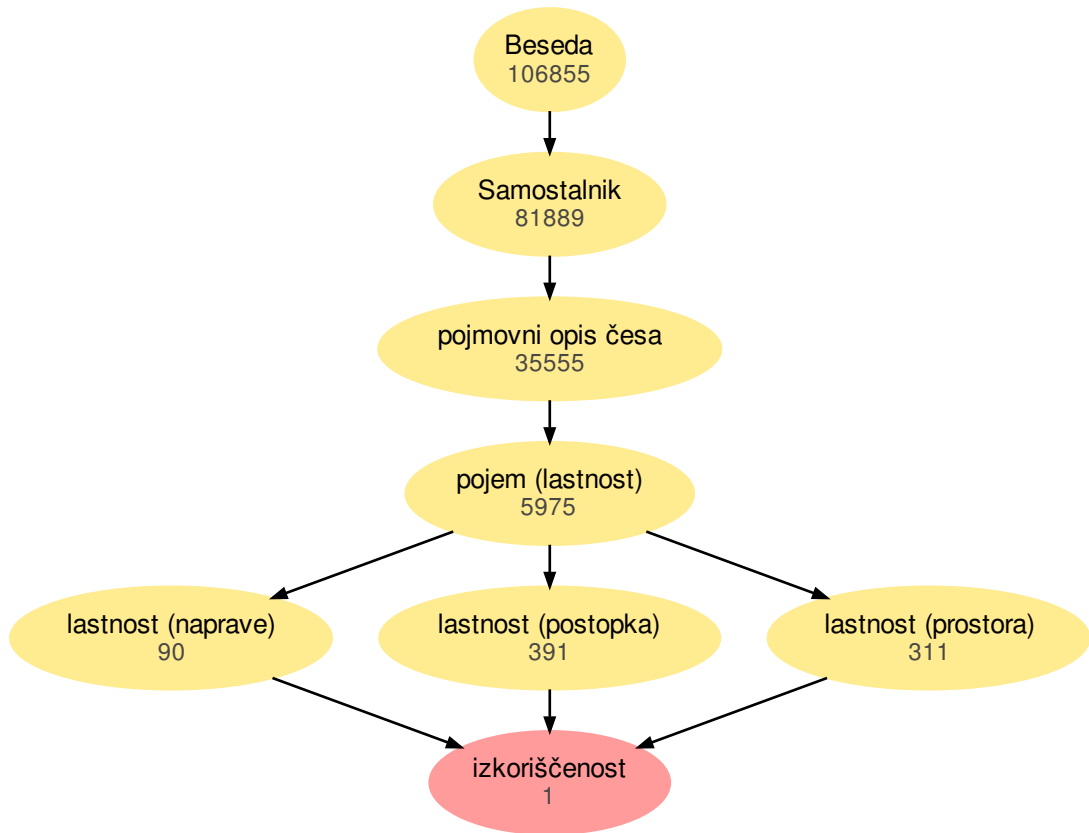 Beseda
106855
Samostalnik
81889
pojmovni opis česa
35555
pojem (lastnost)
5975
lastnost (naprave)
90
lastnost (postopka)
391
lastnost (prostora)
311
izkoriščenost
1